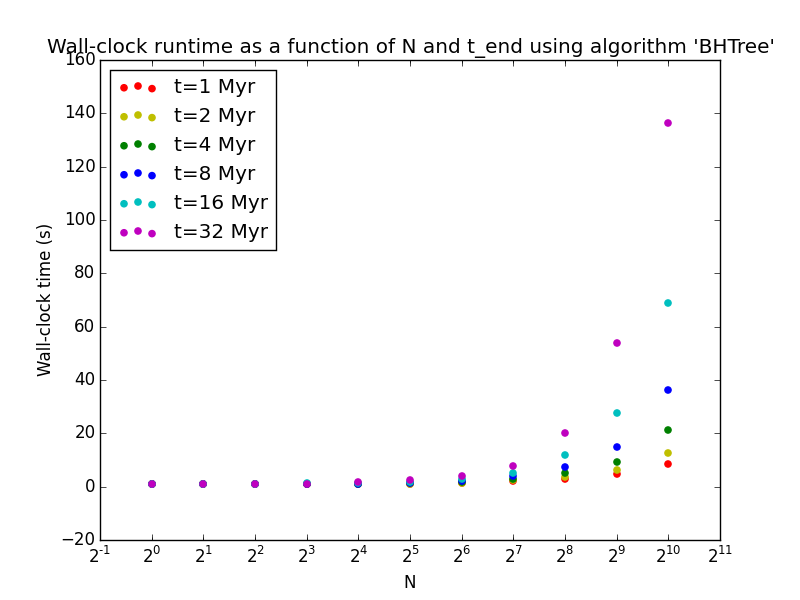 Wall-clock runtime as a function of N and t_end using algorithm 'BHTree'
160
140
120
100
80
60
40
20
0
−20
Wall-clock time (s)
t=1 Myr
t=2 Myr
t=4 Myr
t=8 Myr
t=16 Myr
t=32 Myr
2^-1 2^0 2^1 2^2 2^3 2^4 2^5 2^6 2^7 2^8 2^9 2^10 2^11
N